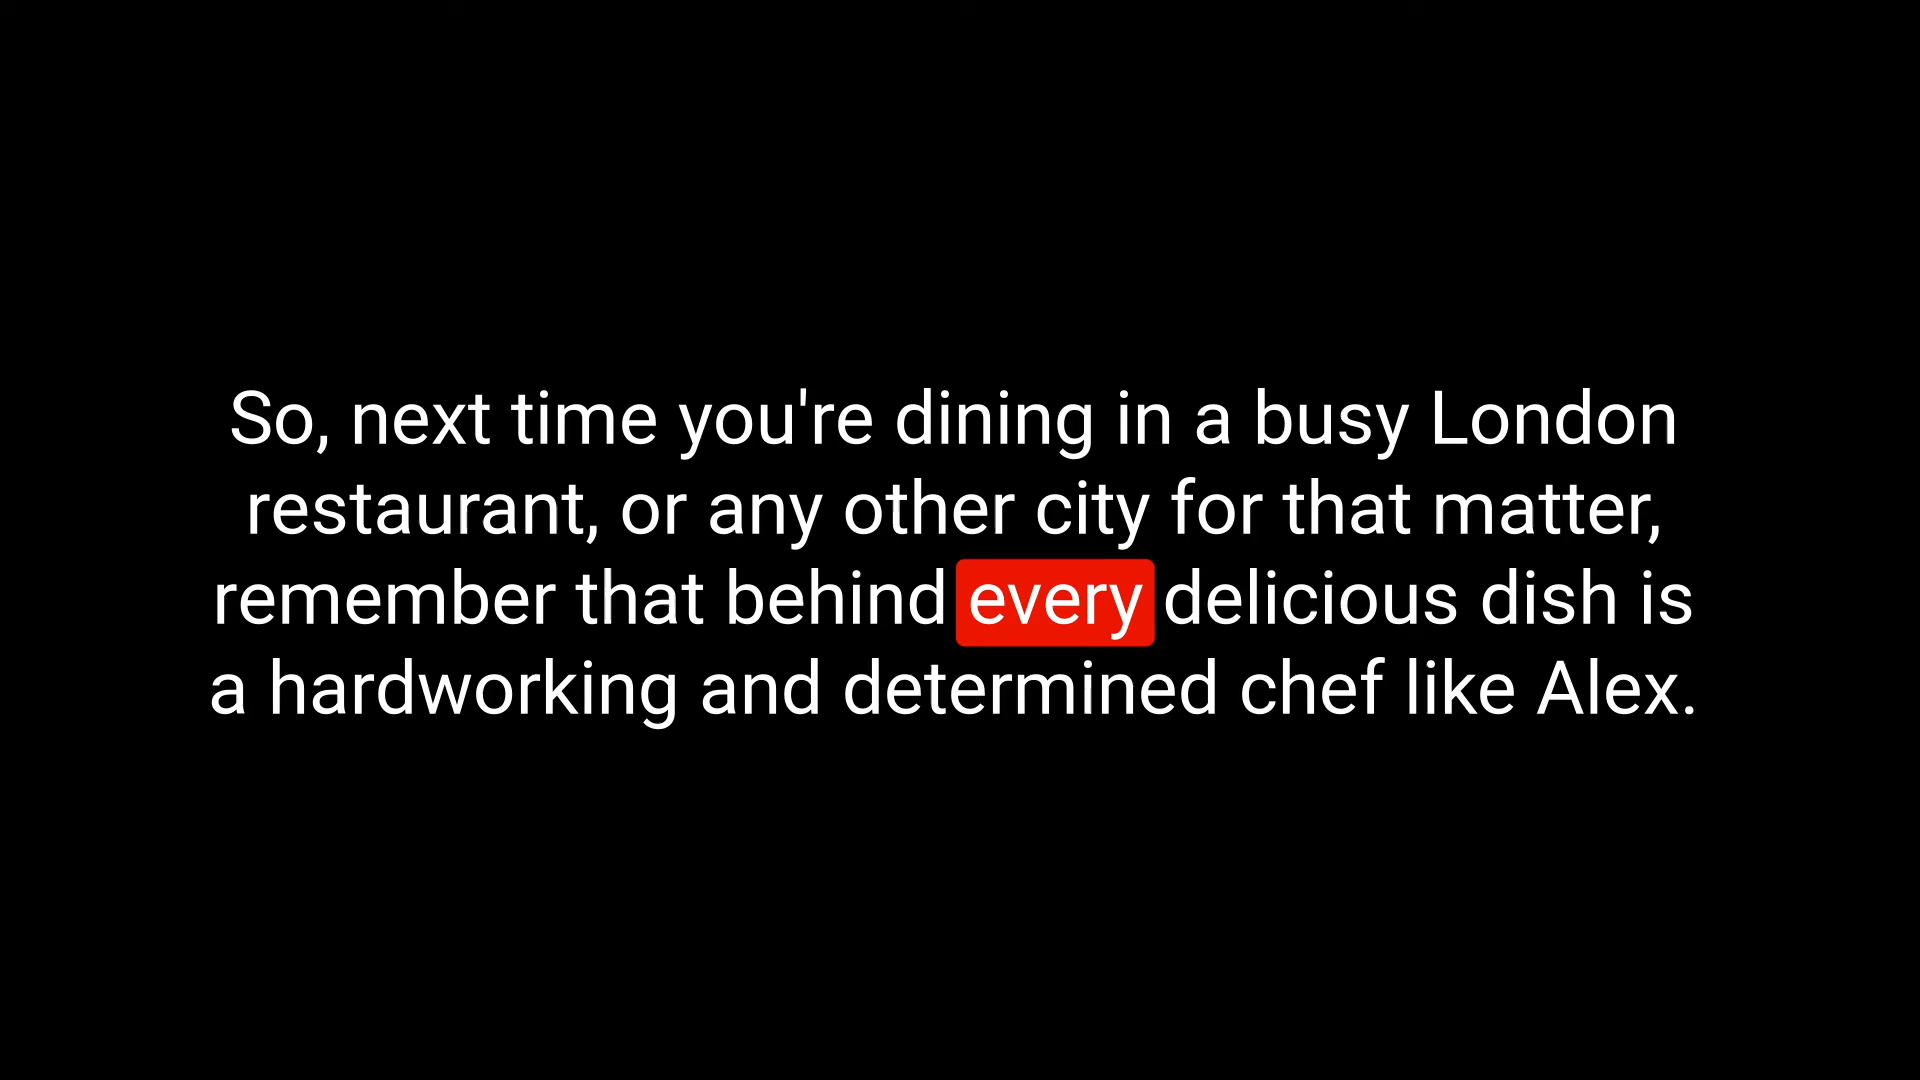 So, next time you're dining in a busy London
restaurant, or any other city for that matter,
remember that behind every delicious dish is
a hardworking and determined chef like Alex.